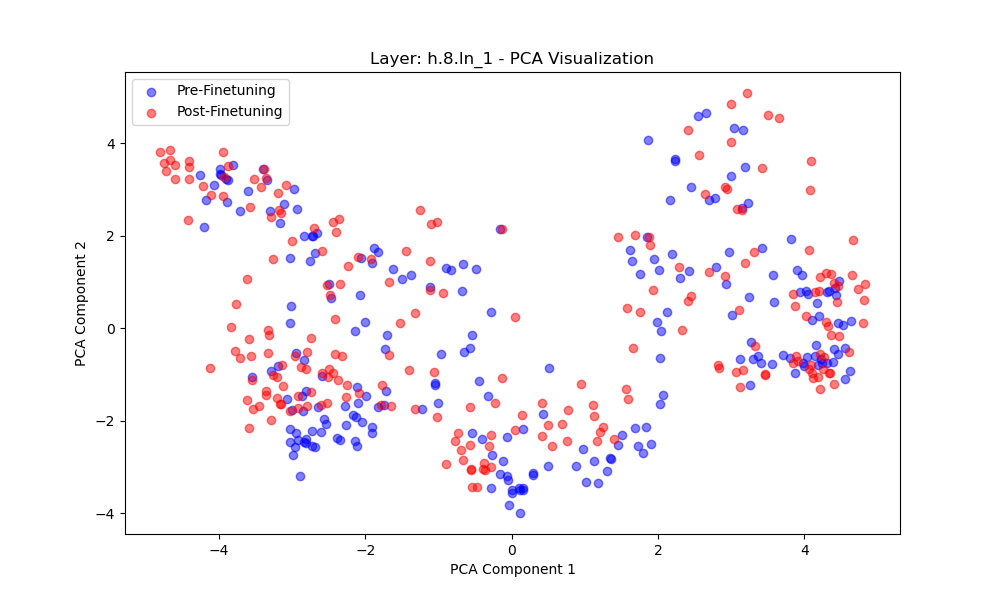 Layer: h.8.ln_1 - PCA Visualization
Pre-Finetuning
Post-Finetuning
PCA Component 2
4
2
0
−2
−4
−4
−2
0
2
4
PCA Component 1